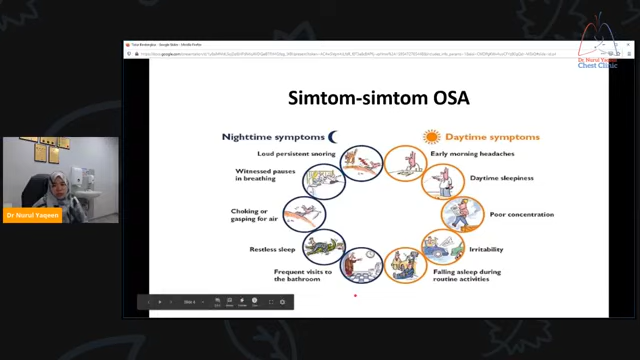 Dr Nurul Yaqeen
Chest Clinic
Simtom-simtom OSA
Nighttime symptoms
Daytime symptoms
Loud persistent snoring
Witnessed pauses
in breathing
Choking or
gasping for air
Restless sleep
Frequent visits to
the bathroom
Early morning headaches
Daytime sleepiness
Poor concentration
Irritability
Falling asleep during
routine activities
Dr Nurul Yaqeen
Slide 4